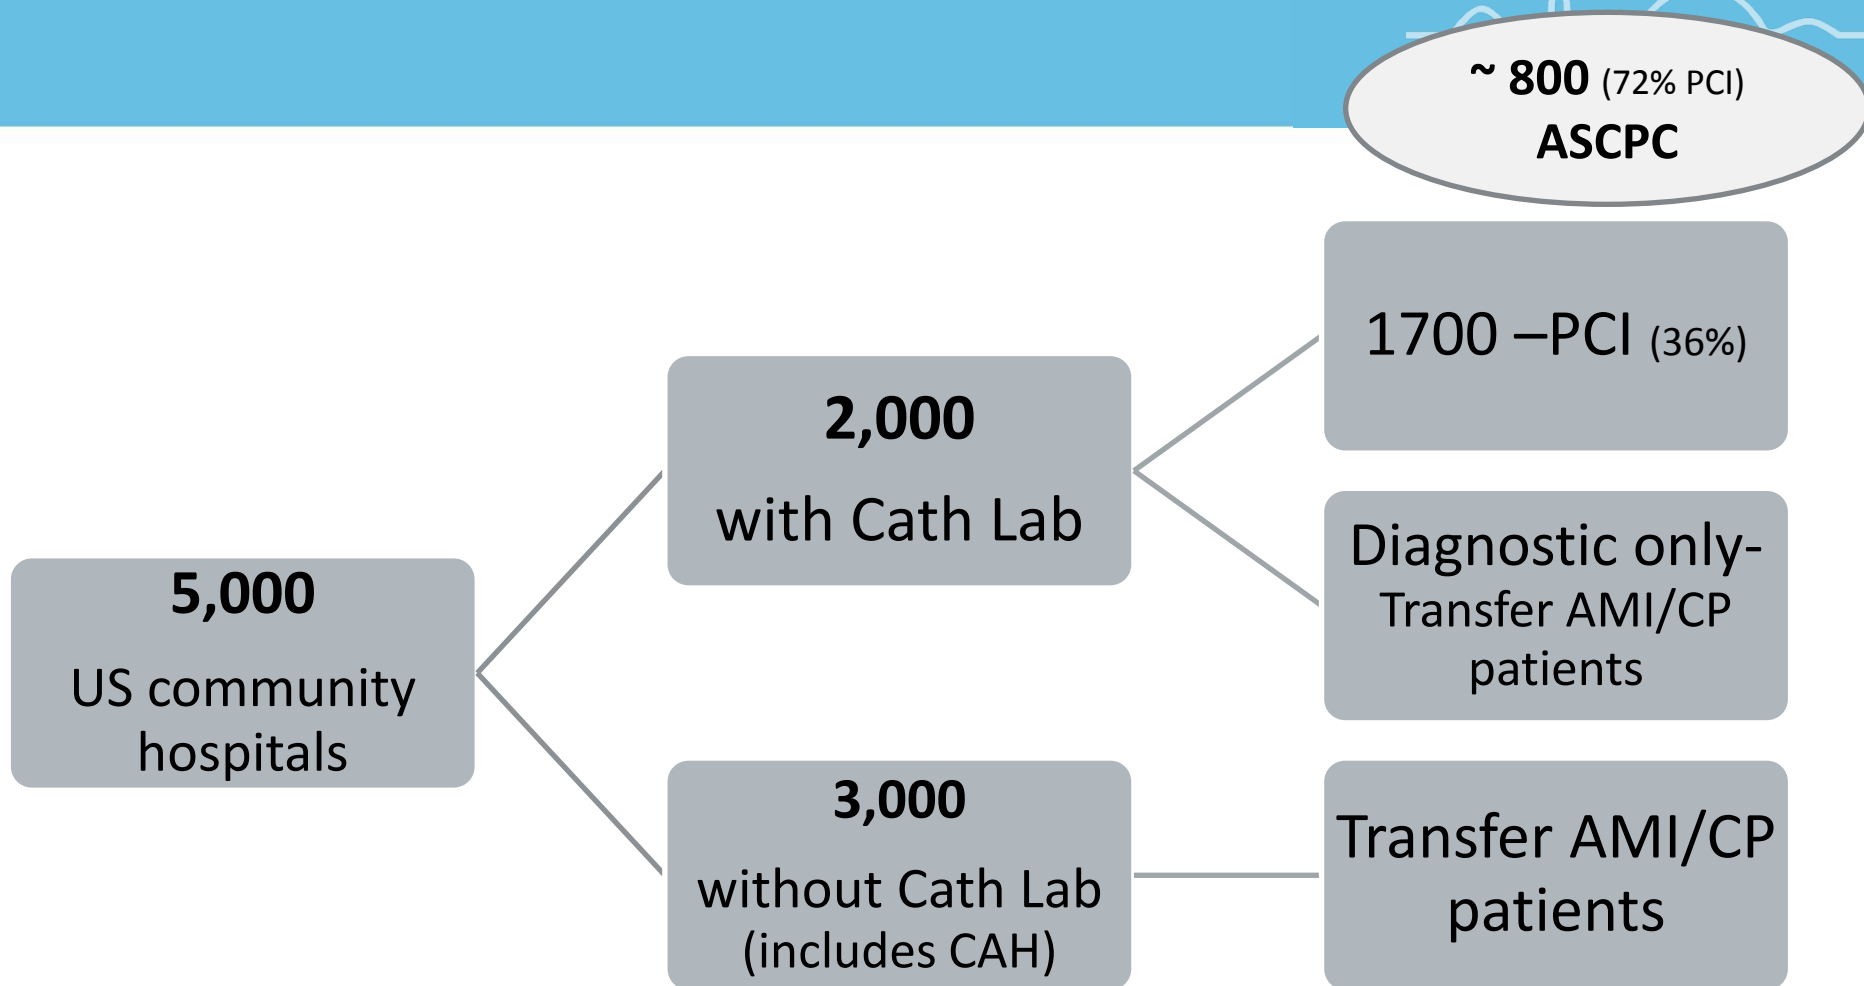 ~ 800 (72% PCI)
ASCPC
1700 –PCI (36%)
2,000
with Cath Lab
Diagnostic only-
Transfer AMI/CP
patients
5,000
US community
hospitals
3,000
without Cath Lab
(includes CAH)
Transfer AMI/CP
patients